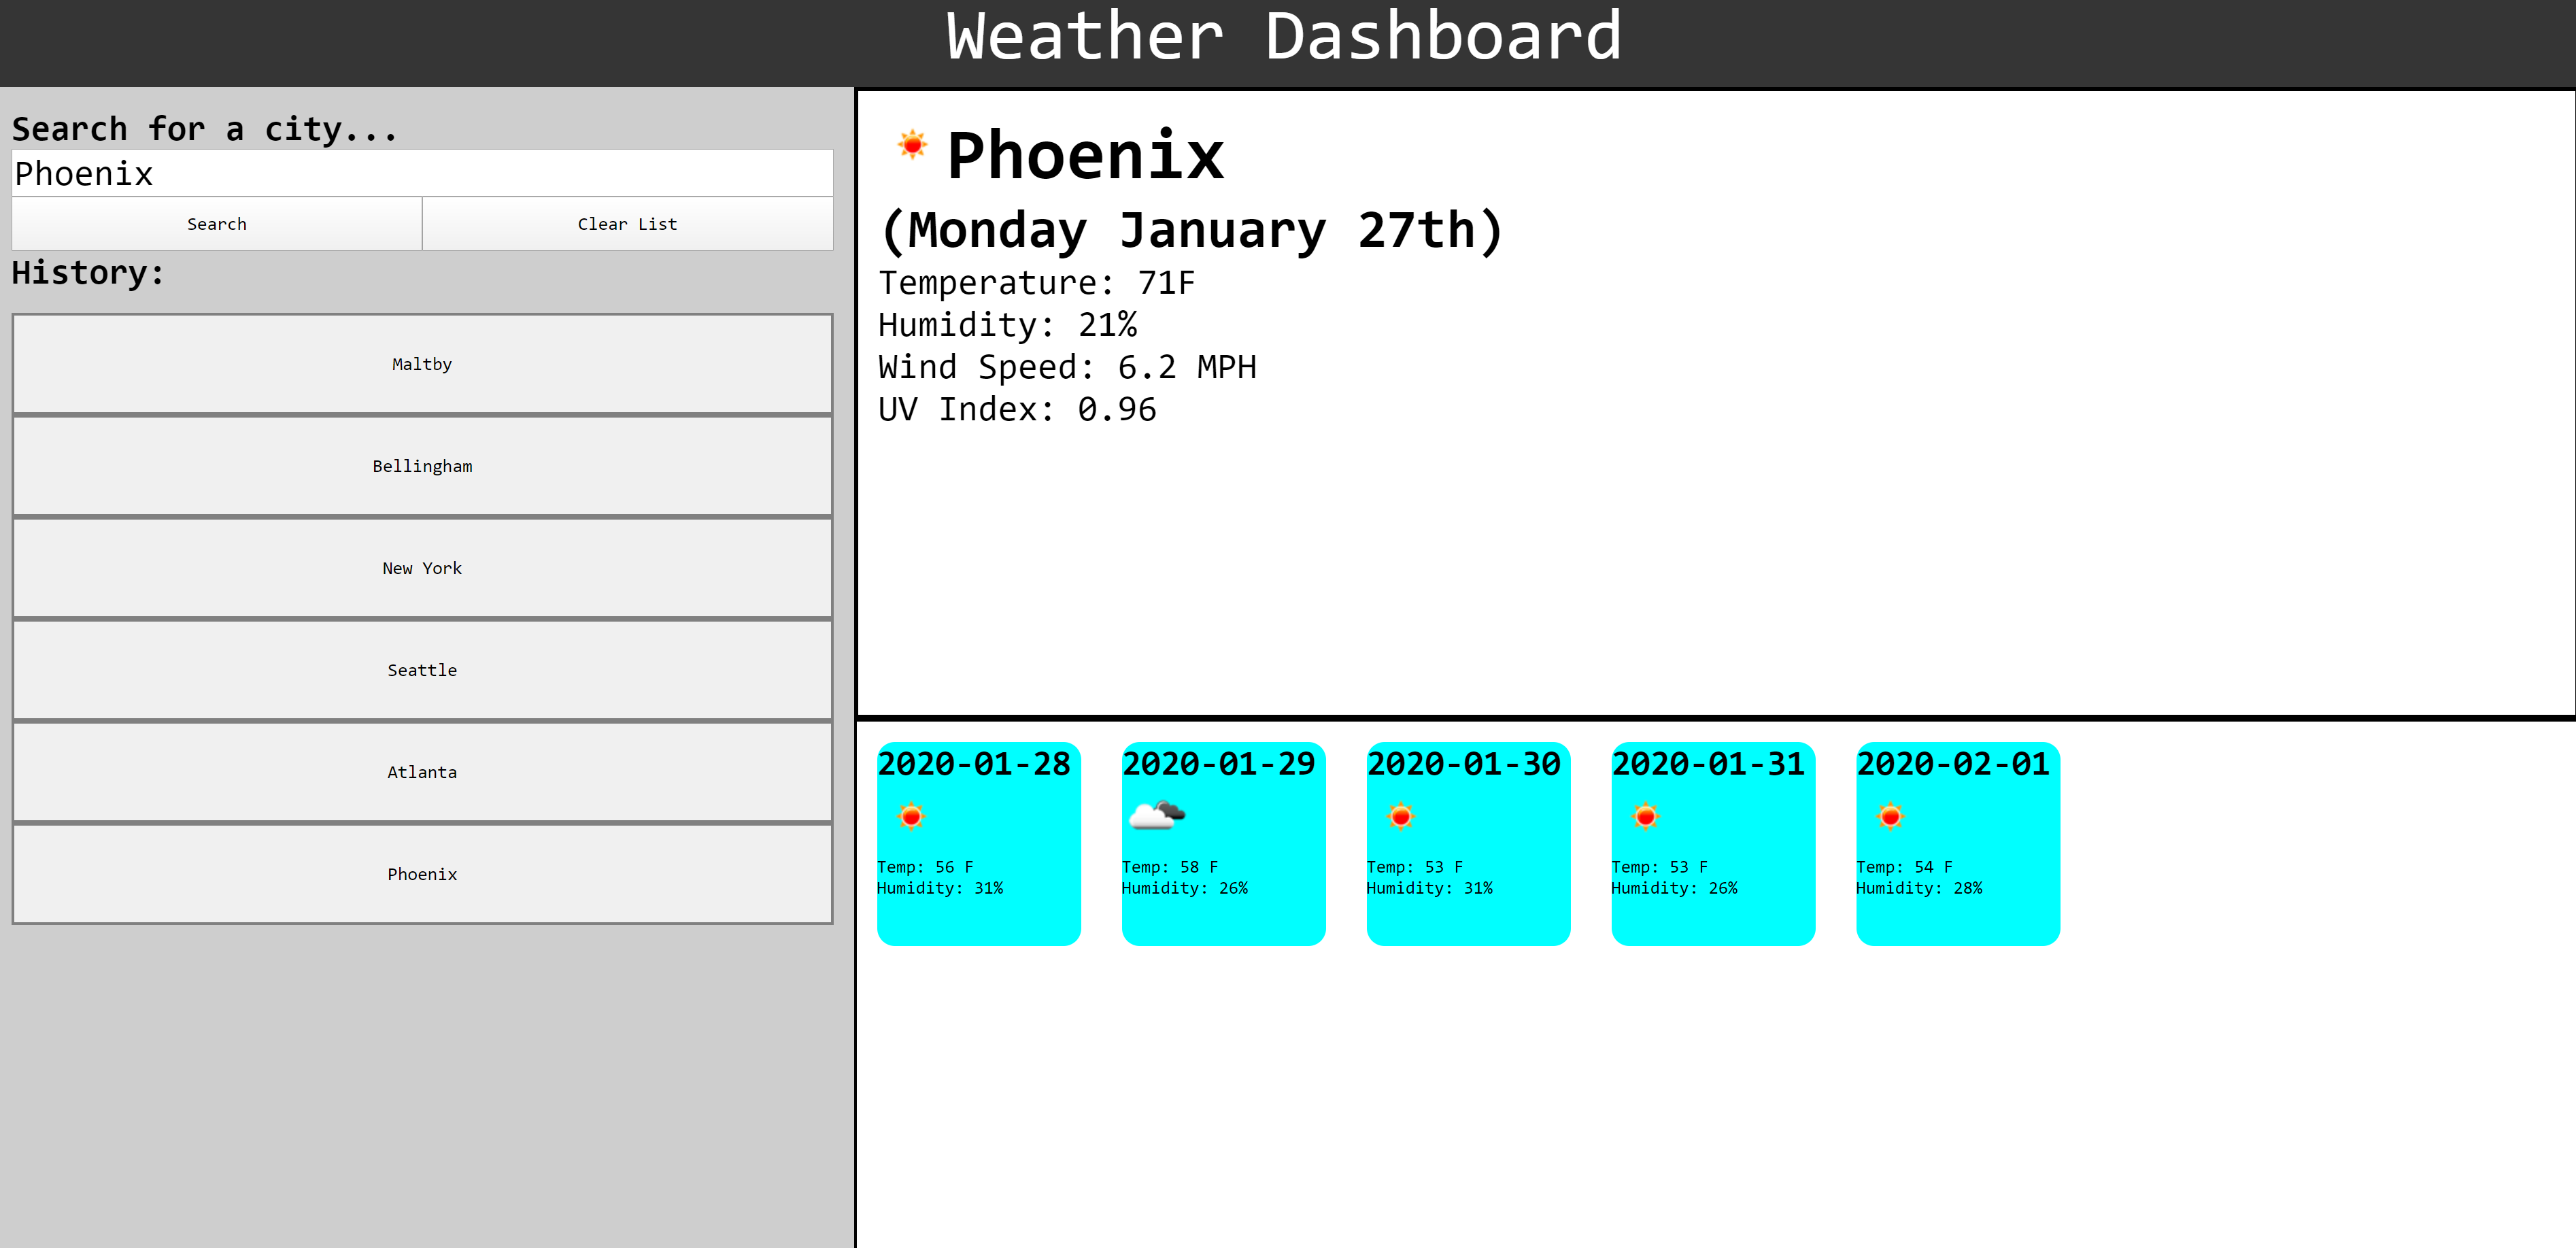 Weather Dashboard
Search for a city...
Phoenix
Search
Clear List
History:
Maltby
Bellingham
New York
Seattle
Atlanta
Phoenix
Phoenix
(Monday January 27th)
Temperature: 71F
Humidity: 21%
Wind Speed: 6.2 MPH
UV Index: 0.96
2020-01-28
Temp: 56 F
Humidity: 31%
2020-01-29
Temp: 58 F
Humidity: 26%
2020-01-30
Temp: 53 F
Humidity: 31%
2020-01-31
Temp: 53 F
Humidity: 26%
2020-02-01
Temp: 54 F
Humidity: 28%